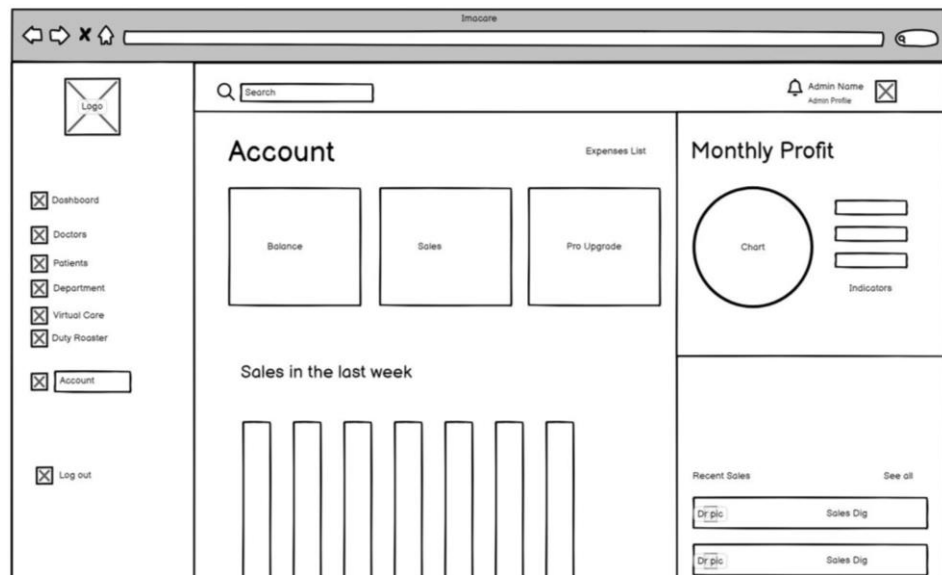 Imacare
Logo
Search
Admin Name
Admin Profile
Dashboard
Doctors
Patients
Department
Virtual Care
Duty Roaster
Account
Log out
Account
Expenses List
Balance
Sales
Pro Upgrade
Sales in the last week
Monthly Profit
Chart
Indicators
Recent Sales
See all
Dr pic
Sales Dig
Dr pic
Sales Dig